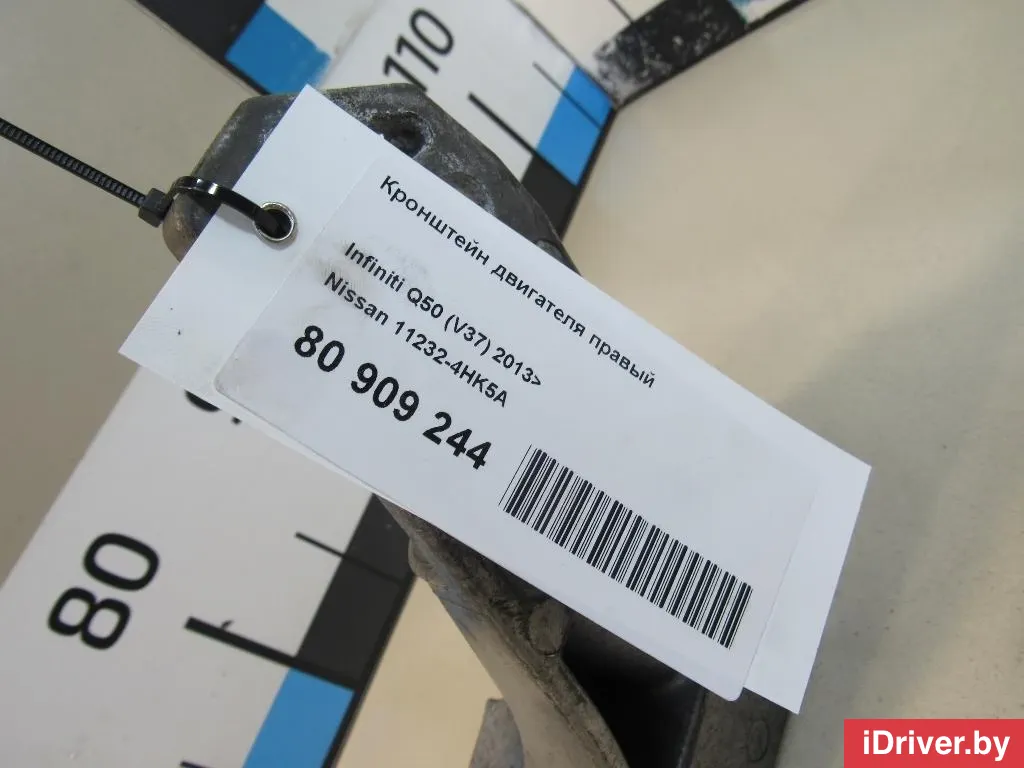 110
Кронштейн двигателя правый
Infiniti Q50 (V37) 2013>
Nissan 11232-4HK5A
80 909 244
80
iDriver.by